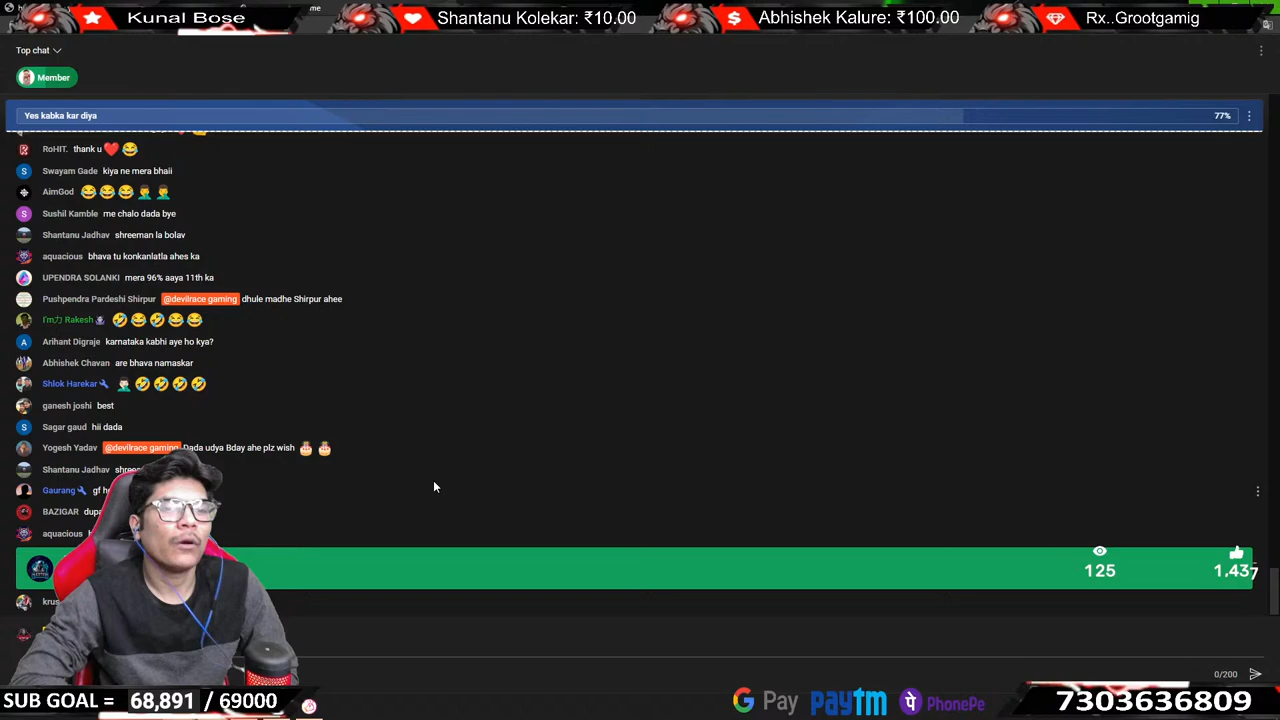 Kunal Bose Shantanu Kolekar: ₹10.00 Abhishek Kalure: ₹100.00 Rx..Grootgamig
Top chat
Member
Yes kabka kar diya 77%
RoHIT. thank u
Swayam Gade kiya ne mera bhaii
AimGod
Sushil Kamble me chalo dada bye
Shantanu Jadhav shreeman la bolav
aquacious bhava tu konkanlatla ahes ka
UPENDRA SOLANKI mera 96% aaya 11th ka
Pushpendra Pardeshi Shirpur @devilrace gaming dhule madhe Shirpur ahee
I'm力 Rakesh
Arihant Digraje karnataka kabhi aye ho kya?
Abhishek Chavan are bhava namaskar
Shlok Harekar
ganesh joshi best
Sagar gaud hii dada
Yogesh Yadav @devilrace gaming Dada udya Bday ahe plz wish
Shantanu Jadhav
Gaurang gf
BAZIGAR
aquacious
125 1,437
0/200
SUB GOAL = 68,891 / 69000 G Pay paytm PhonePe 7303636809